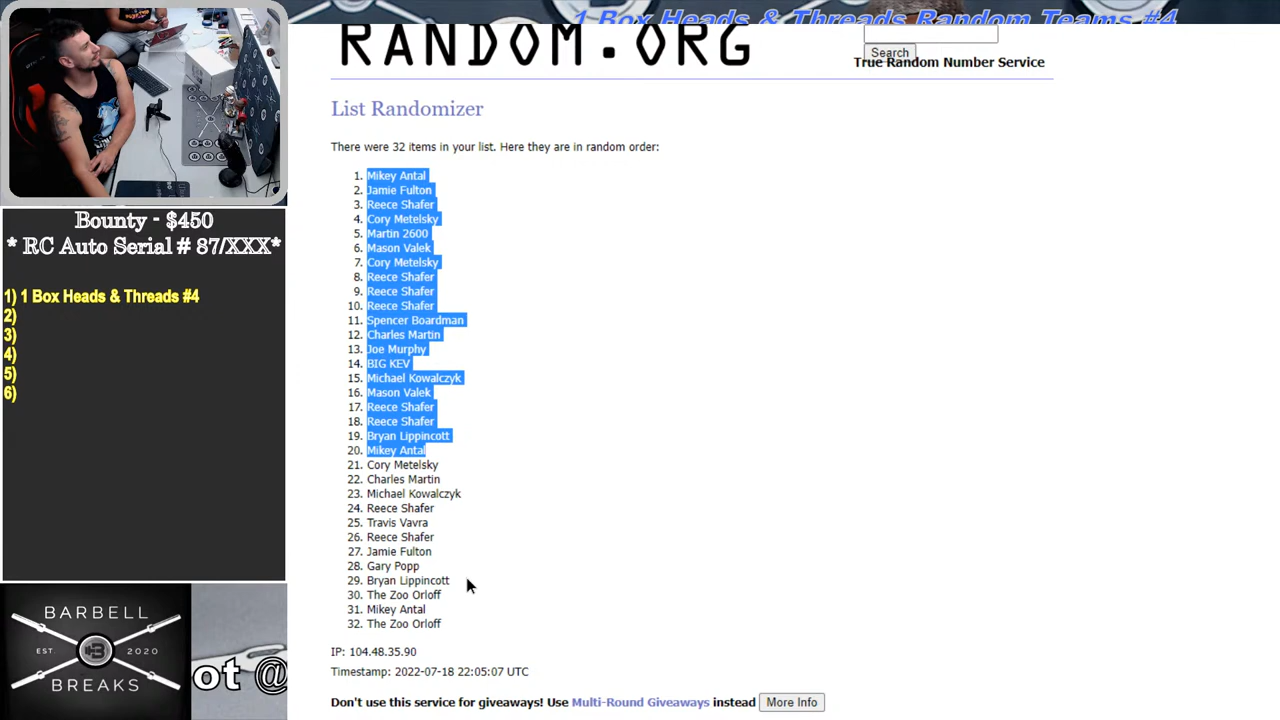 1 Box Heads & Threads Random Teams #4
RANDOM.ORG
Search
True Random Number Service
List Randomizer
There were 32 items in your list. Here they are in random order:
1. Mikey Antal
2. Jamie Fulton
3. Reece Shafer
4. Cory Metelsky
5. Martin 2600
6. Mason Valek
7. Cory Metelsky
8. Reece Shafer
9. Reece Shafer
10. Reece Shafer
11. Spencer Boardman
12. Charles Martin
13. Joe Murphy
14. BIG KEV
15. Michael Kowalczyk
16. Mason Valek
17. Reece Shafer
18. Reece Shafer
19. Bryan Lippincott
20. Mikey Antal
21. Cory Metelsky
22. Charles Martin
23. Michael Kowalczyk
24. Reece Shafer
25. Travis Vavra
26. Reece Shafer
27. Jamie Fulton
28. Gary Popp
29. Bryan Lippincott
30. The Zoo Orloff
31. Mikey Antal
32. The Zoo Orloff
IP: 104.48.35.90
Timestamp: 2022-07-18 22:05:07 UTC
Don't use this service for giveaways! Use Multi-Round Giveaways instead More Info
Bounty - $450
* RC Auto Serial # 87/XXX*
1) 1 Box Heads & Threads #4
2)
3)
4)
5)
6)
BARBELL
EST 2020
BREAKS
ot @